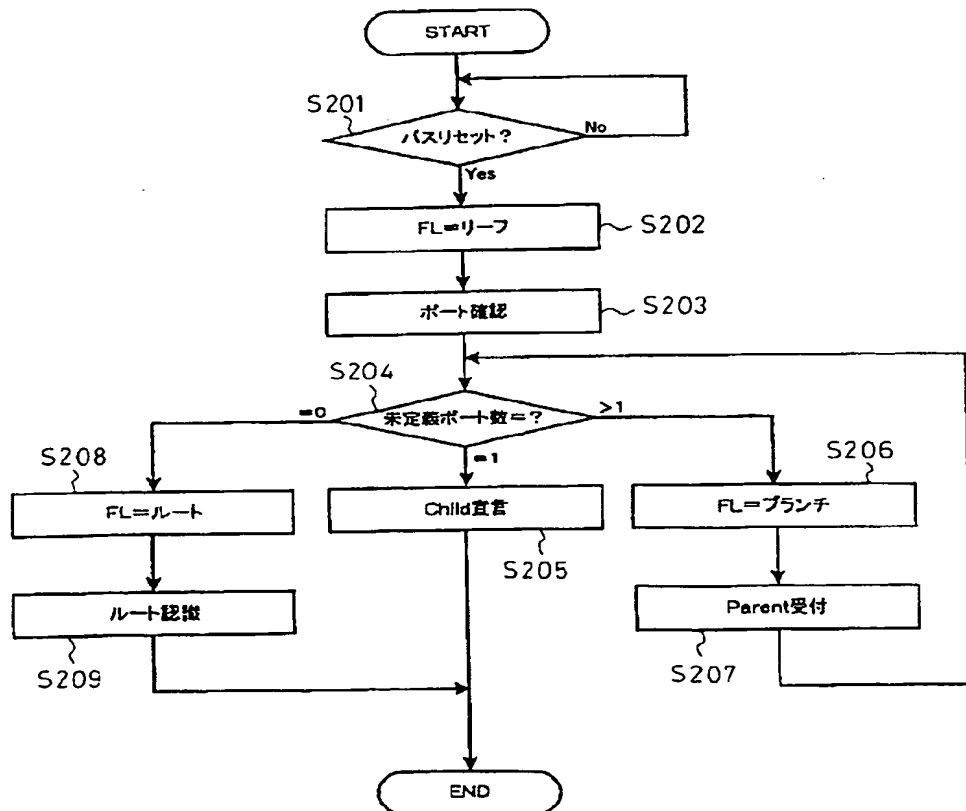 START
S201
バスリセット?
No
Yes
FL=リーフ
S202
ポート確認
S203
S204
=0
未定義ポート数=?
>1
=1
S208
FL=ルート
Child宣言
S205
S206
FL=ブランチ
ルート認識
S209
Parent受付
S207
END